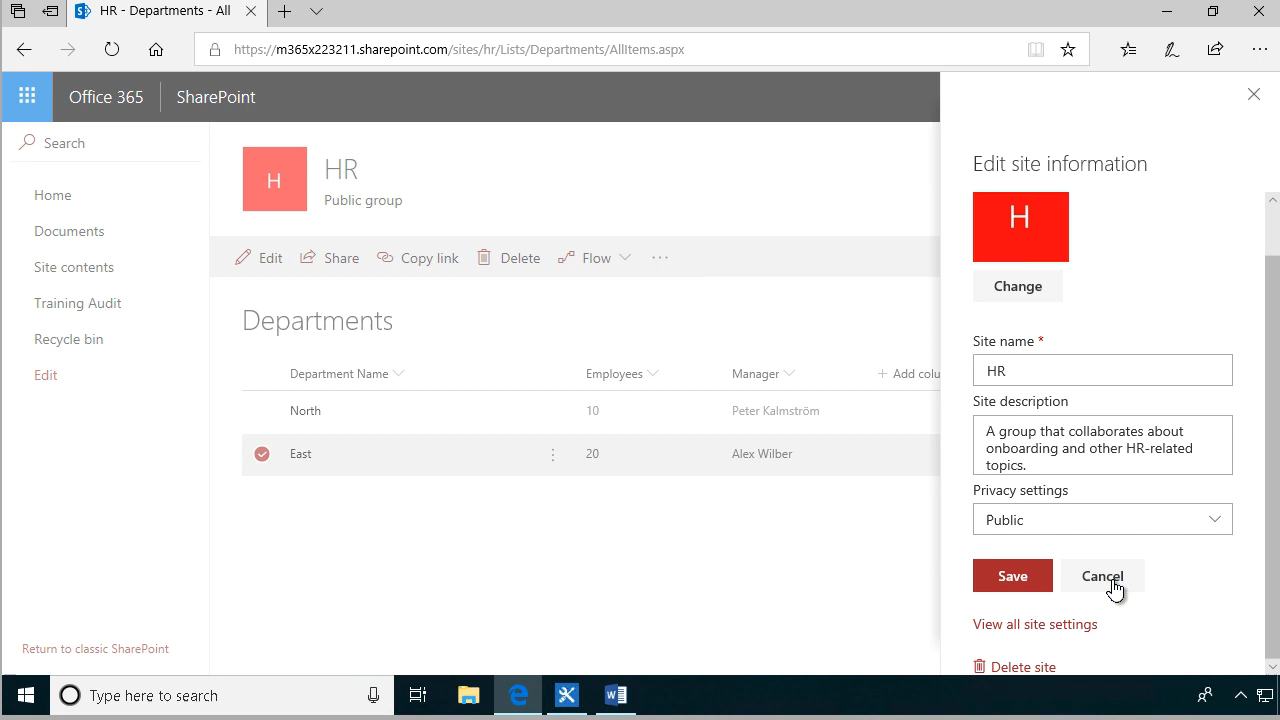 HR - Departments - All
https://m365x223211.sharepoint.com/sites/hr/Lists/Departments/AllItems.aspx
Office 365
SharePoint
Search
Home
Documents
Site contents
Training Audit
Recycle bin
Edit
Return to classic SharePoint
H
HR
Public group
Edit
Share
Copy link
Delete
Flow
Departments
Department Name
Employees
Manager
+ Add colu
North
10
Peter Kalmström
East
20
Alex Wilber
Edit site information
H
Change
Site name *
HR
Site description
A group that collaborates about
onboarding and other HR-related
topics.
Privacy settings
Public
Save
Cancel
View all site settings
Delete site
Type here to search